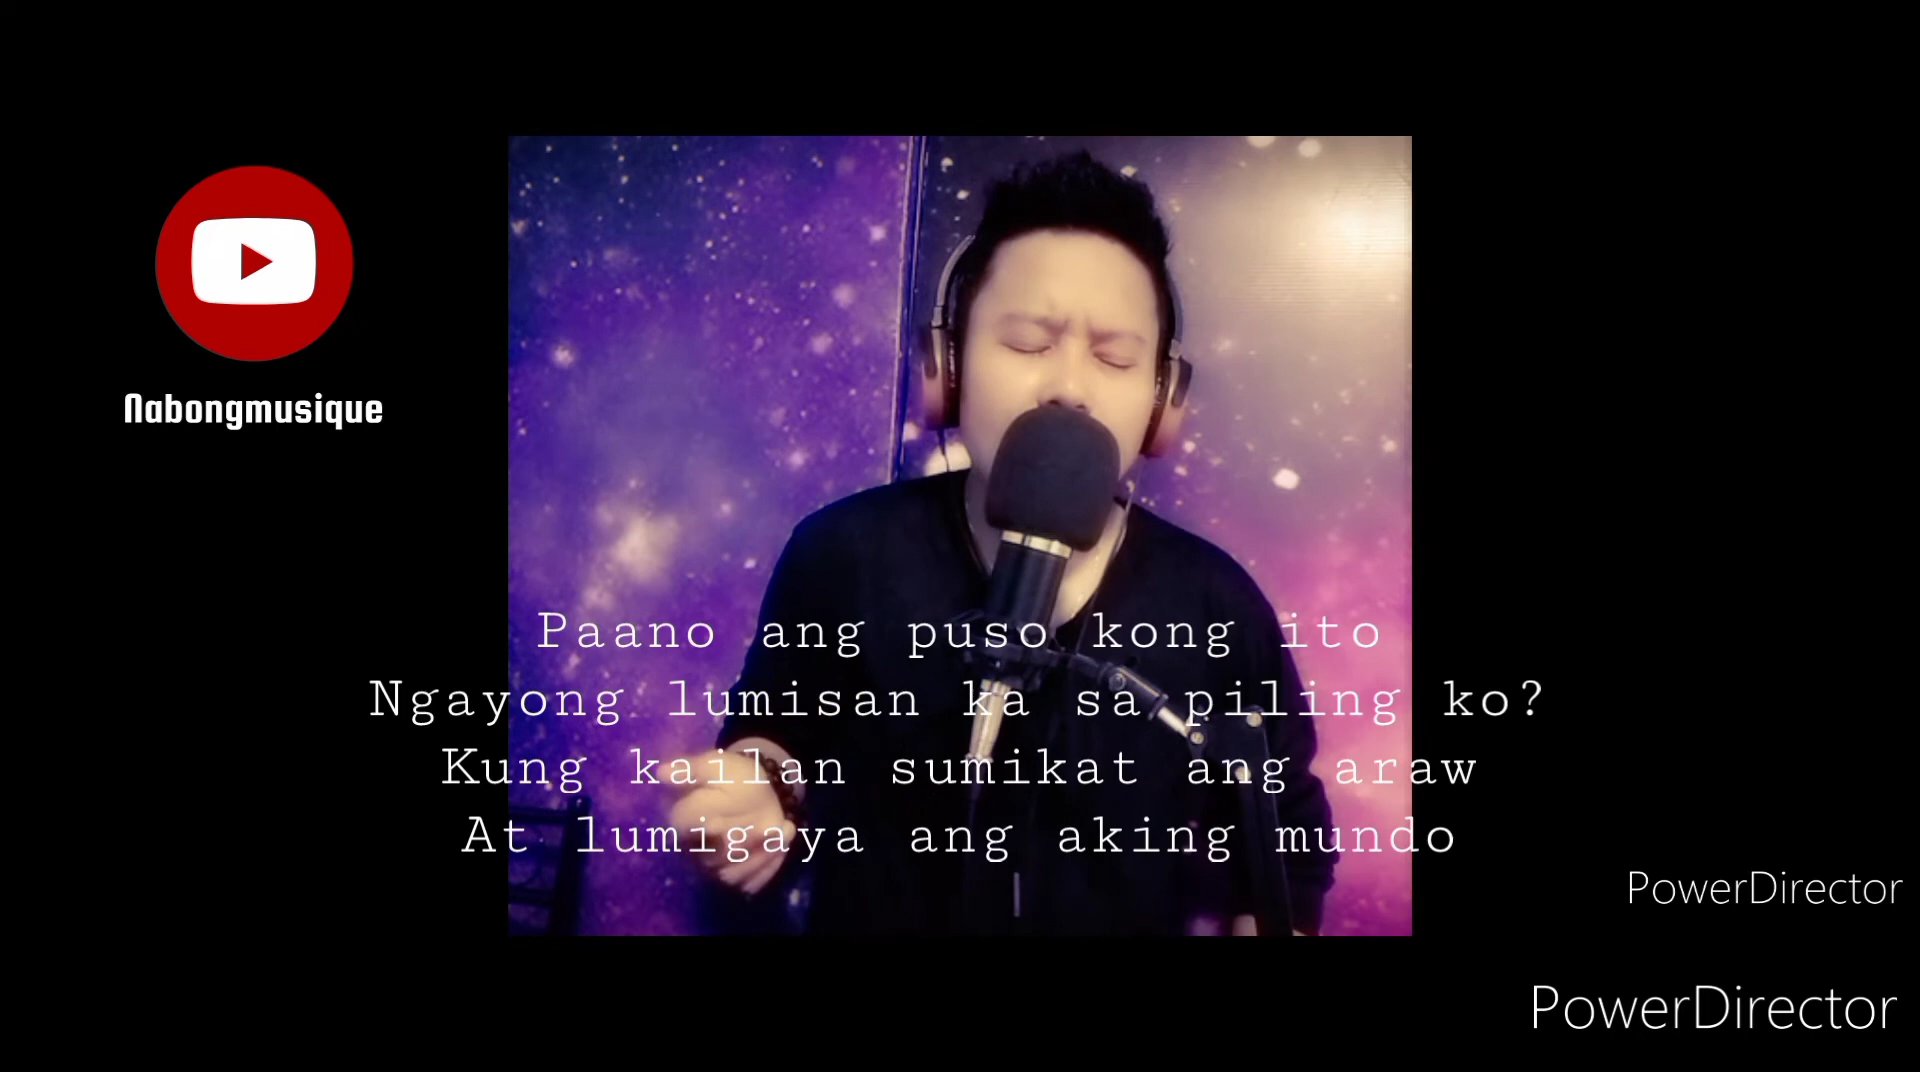 Nabongmusique
Paano ang puso kong ito
Ngayong lumisan ka sa piling ko?
Kung kailan sumikat ang araw
At lumigaya ang aking mundo
PowerDirector
PowerDirector